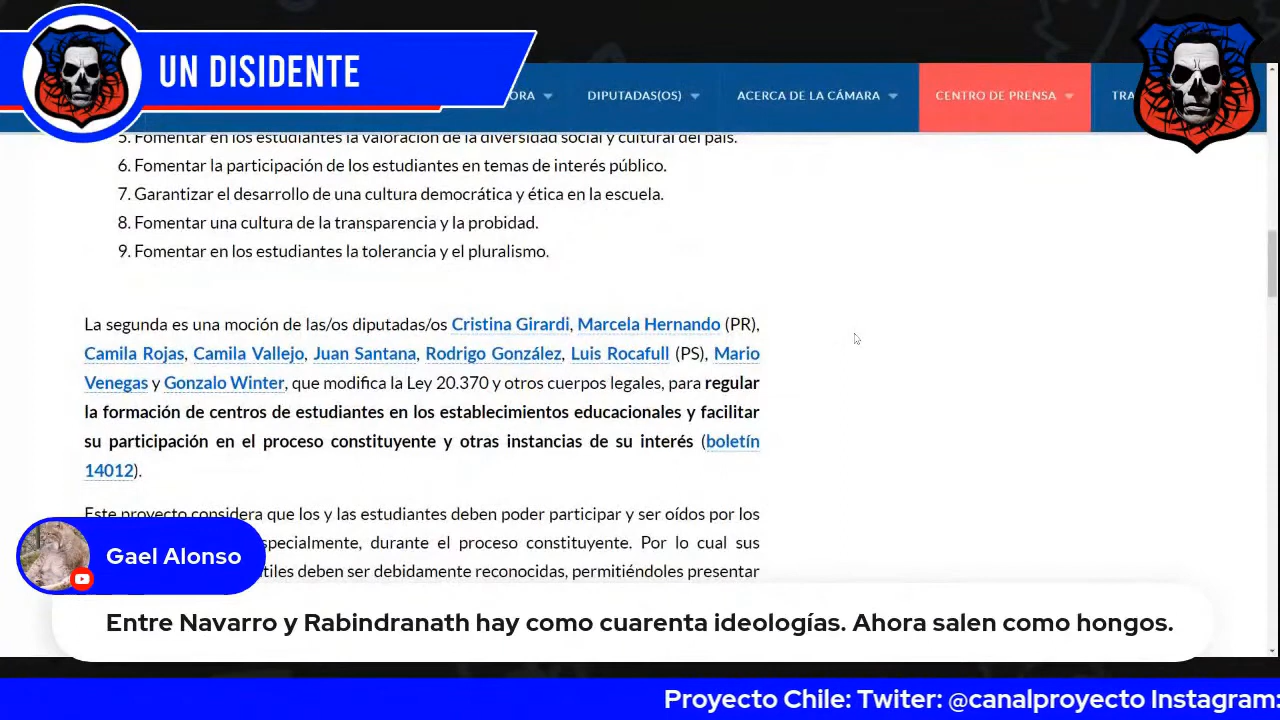 UN DISIDENTE
ORA
DIPUTADAS(OS)
ACERCA DE LA CÁMARA
CENTRO DE PRENSA
TRA
5. Fomentar en los estudiantes la valoración de la diversidad social y cultural del país.
6. Fomentar la participación de los estudiantes en temas de interés público.
7. Garantizar el desarrollo de una cultura democrática y ética en la escuela.
8. Fomentar una cultura de la transparencia y la probidad.
9. Fomentar en los estudiantes la tolerancia y el pluralismo.
La segunda es una moción de las/os diputadas/os Cristina Girardi, Marcela Hernando (PR),
Camila Rojas, Camila Vallejo, Juan Santana, Rodrigo González, Luis Rocafull (PS), Mario
Venegas y Gonzalo Winter, que modifica la Ley 20.370 y otros cuerpos legales, para regular
la formación de centros de estudiantes en los establecimientos educacionales y facilitar
su participación en el proceso constituyente y otras instancias de su interés (boletín
14012).
Este proyecto considera que los y las estudiantes deben poder participar y ser oídos por los
specialmente, durante el proceso constituyente. Por lo cual sus
tiles deben ser debidamente reconocidas, permitiéndoles presentar
Gael Alonso
Entre Navarro y Rabindranath hay como cuarenta ideologías. Ahora salen como hongos.
Proyecto Chile: Twiter: @canalproyecto Instagram: